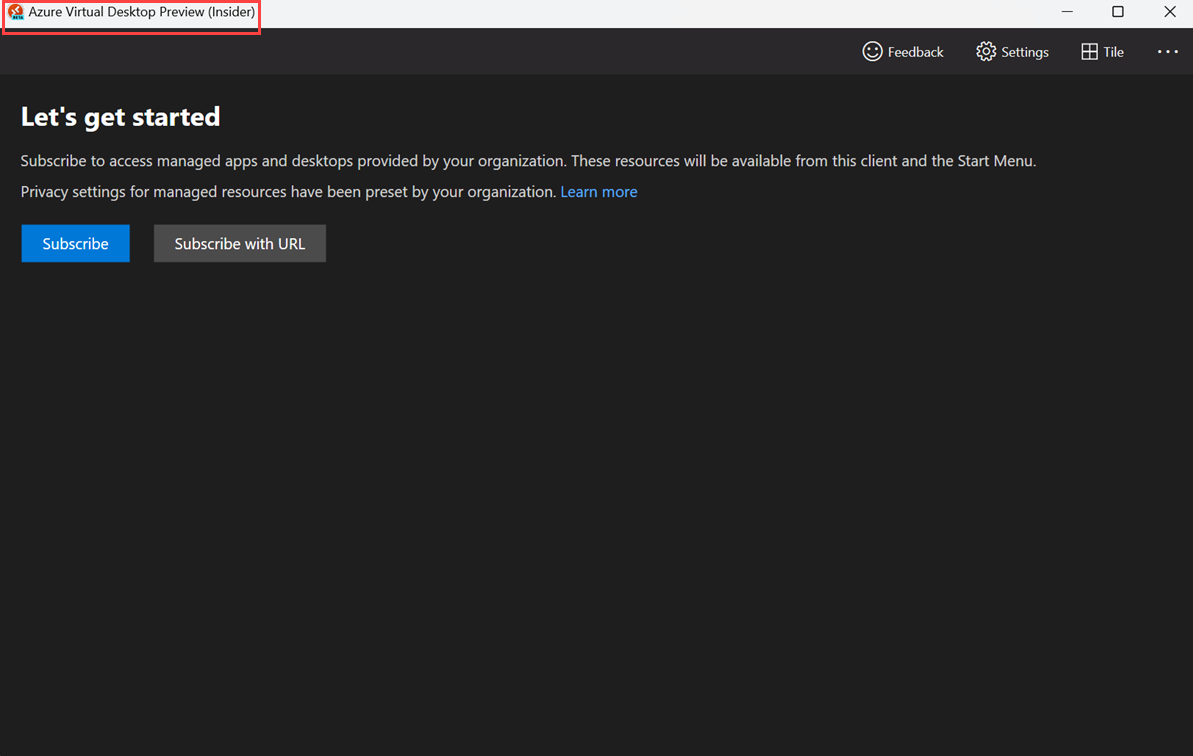 Azure Virtual Desktop Preview (Insider)
Feedback Settings Tile
Let's get started
Subscribe to access managed apps and desktops provided by your organization. These resources will be available from this client and the Start Menu.
Privacy settings for managed resources have been preset by your organization. Learn more
Subscribe Subscribe with URL